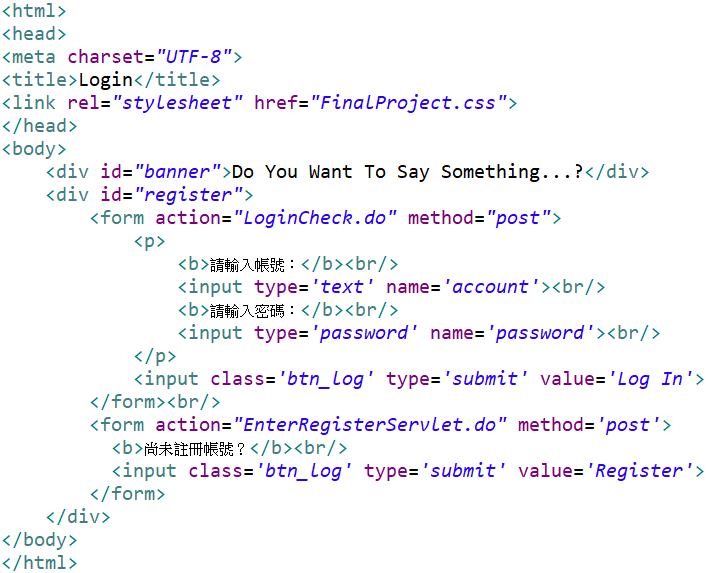 <html>
<head>
<meta charset="UTF-8">
<title>Login</title>
<link rel="stylesheet" href="FinalProject.css">
</head>
<body>
    <div id="banner">Do You Want To Say Something...?</div>
    <div id="register">
        <form action="LoginCheck.do" method="post">
            <p>
                <b>請輸入帳號：</b><br/>
                <input type='text' name='account'><br/>
                <b>請輸入密碼：</b><br/>
                <input type='password' name='password'><br/>
            </p>
            <input class='btn_log' type='submit' value='Log In'>
        </form><br/>
        <form action="EnterRegisterServlet.do" method='post'>
          <b>尚未註冊帳號？</b><br/>
          <input class='btn_log' type='submit' value='Register'>
        </form>
    </div>
</body>
</html>